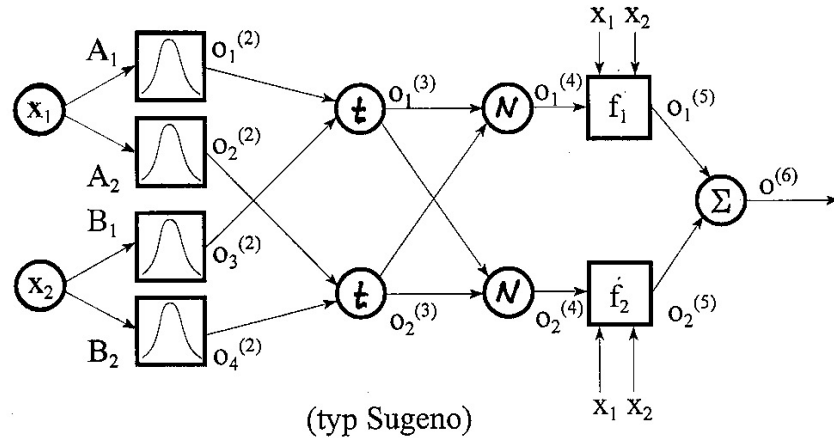 x₁ x₂
A₁ o₁⁽²⁾
x₁ t o₁⁽³⁾ N o₁⁽⁴⁾ f₁ o₁⁽⁵⁾
A₂ o₂⁽²⁾
Σ o⁽⁶⁾
B₁ o₃⁽²⁾
x₂ t o₂⁽³⁾ N o₂⁽⁴⁾ f₂ o₂⁽⁵⁾
B₂ o₄⁽²⁾
x₁ x₂
(typ Sugeno)